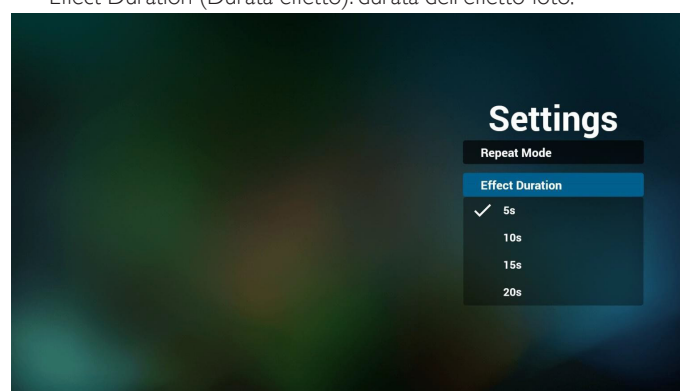 Effect Duration (Durata effetto): durata dell'effetto foto.
Settings
Repeat Mode
Effect Duration
5s
10s
15s
20s